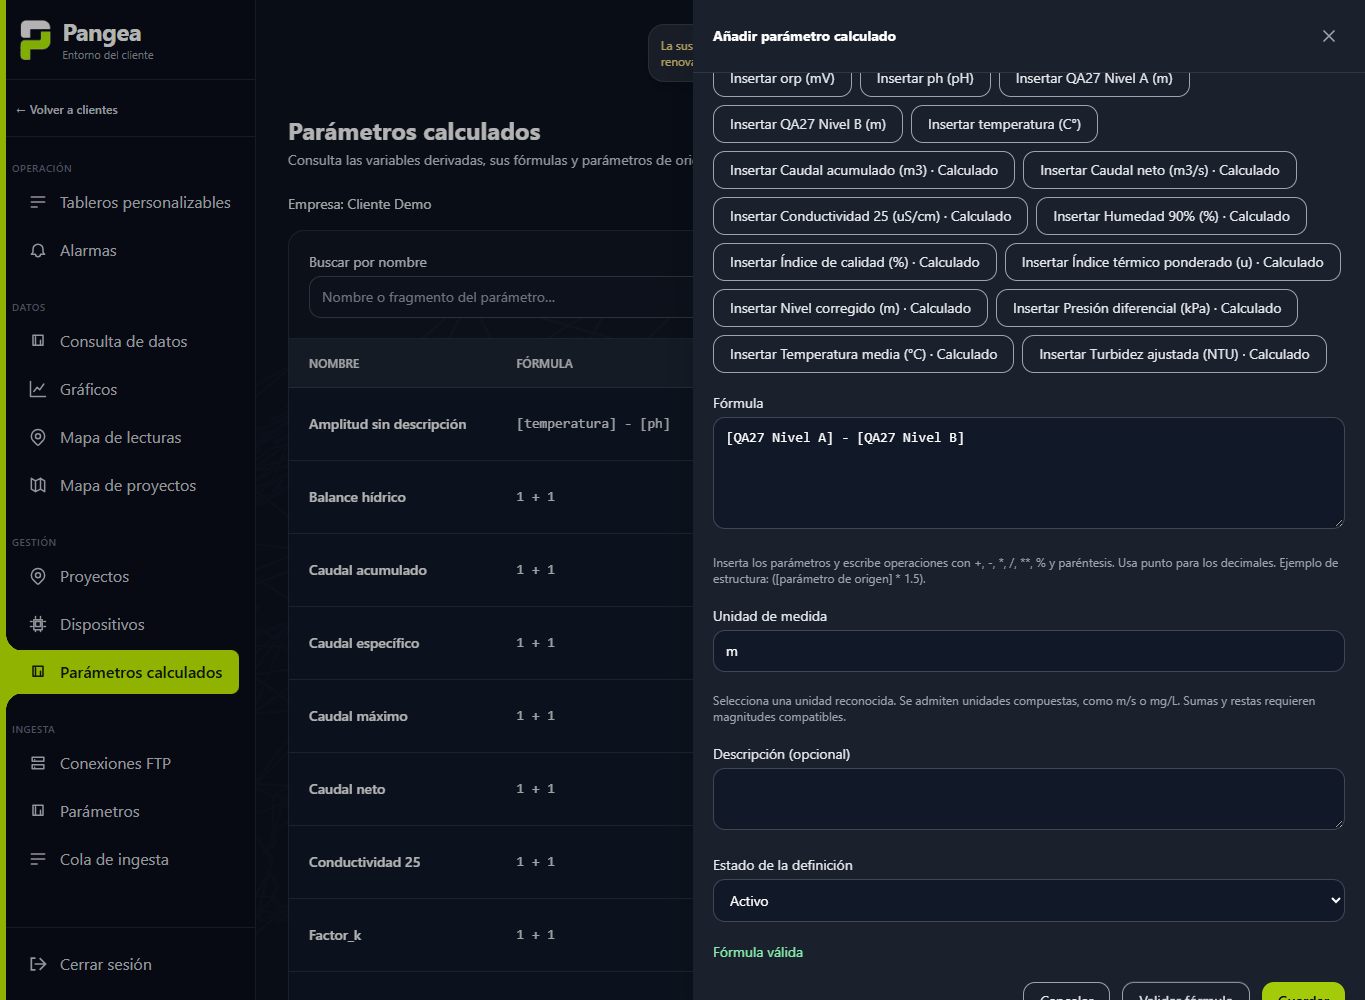 Pangea
Entorno del cliente
← Volver a clientes
OPERACIÓN
Tableros personalizables
Alarmas
DATOS
Consulta de datos
Gráficos
Mapa de lecturas
Mapa de proyectos
GESTIÓN
Proyectos
Dispositivos
Parámetros calculados
INGESTA
Conexiones FTP
Parámetros
Cola de ingesta
Cerrar sesión
La sus
renova
Parámetros calculados
Consulta las variables derivadas, sus fórmulas y parámetros de ori
Empresa: Cliente Demo
Buscar por nombre
Nombre o fragmento del parámetro...
NOMBRE FÓRMULA
Amplitud sin descripción [temperatura] - [ph]
Balance hídrico 1 + 1
Caudal acumulado 1 + 1
Caudal específico 1 + 1
Caudal máximo 1 + 1
Caudal neto 1 + 1
Conductividad 25 1 + 1
Factor_k 1 + 1
Añadir parámetro calculado
Insertar orp (mV) Insertar ph (pH) Insertar QA27 Nivel A (m)
Insertar QA27 Nivel B (m) Insertar temperatura (C°)
Insertar Caudal acumulado (m3) · Calculado Insertar Caudal neto (m3/s) · Calculado
Insertar Conductividad 25 (uS/cm) · Calculado Insertar Humedad 90% (%) · Calculado
Insertar Índice de calidad (%) · Calculado Insertar Índice térmico ponderado (u) · Calculado
Insertar Nivel corregido (m) · Calculado Insertar Presión diferencial (kPa) · Calculado
Insertar Temperatura media (°C) · Calculado Insertar Turbidez ajustada (NTU) · Calculado
Fórmula
[QA27 Nivel A] - [QA27 Nivel B]
Inserta los parámetros y escribe operaciones con +, -, *, /, **, % y paréntesis. Usa punto para los decimales. Ejemplo de
estructura: ([parámetro de origen] * 1.5).
Unidad de medida
m
Selecciona una unidad reconocida. Se admiten unidades compuestas, como m/s o mg/L. Sumas y restas requieren
magnitudes compatibles.
Descripción (opcional)
Estado de la definición
Activo
Fórmula válida
Cancelar Validar fórmula Guardar